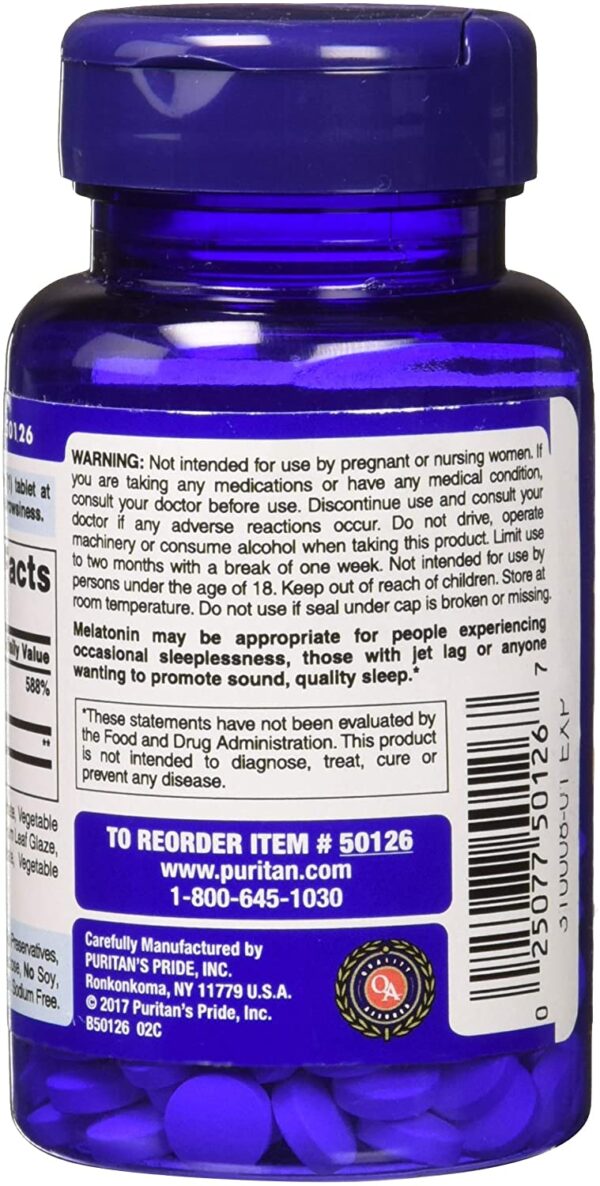 50126
WARNING: Not intended for use by pregnant or nursing women. If
you are taking any medications or have any medical condition,
consult your doctor before use. Discontinue use and consult your
doctor if any adverse reactions occur. Do not drive, operate
machinery or consume alcohol when taking this product. Limit use
to two months with a break of one week. Not intended for use by
persons under the age of 18. Keep out of reach of children. Store at
room temperature. Do not use if seal under cap is broken or missing.
Melatonin may be appropriate for people experiencing
occasional sleeplessness, those with jet lag or anyone
wanting to promote sound, quality sleep.*
*These statements have not been evaluated by
the Food and Drug Administration. This product
is not intended to diagnose, treat, cure or
prevent any disease.
TO REORDER ITEM # 50126
www.puritan.com
1-800-645-1030
Carefully Manufactured by
PURITAN'S PRIDE, INC.
Ronkonkoma, NY 11779 U.S.A.
© 2017 Puritan's Pride, Inc.
B50126 02C
QUALITY
QA
ASSURED
) tablet at
acts
Value
588%
**
Vegetable
Leaf Glaze,
Vegetable
Preservatives,
No Soy,
Sodium Free.
0 25077 50126 7
EXP